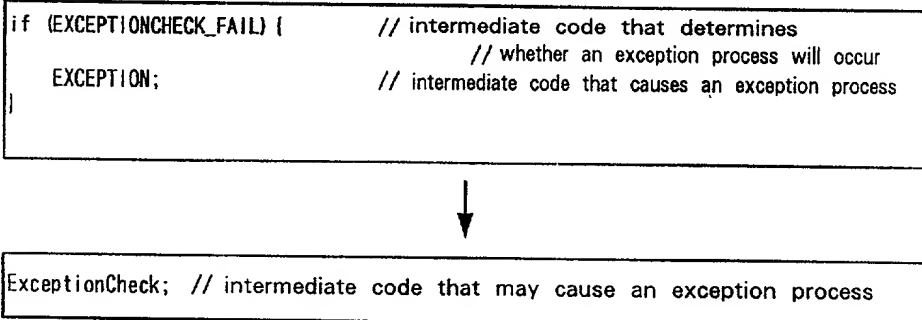 if (EXCEPTIONCHECK_FAIL) { // intermediate code that determines
// whether an exception process will occur
EXCEPTION; // intermediate code that causes an exception process
}
ExceptionCheck; // intermediate code that may cause an exception process